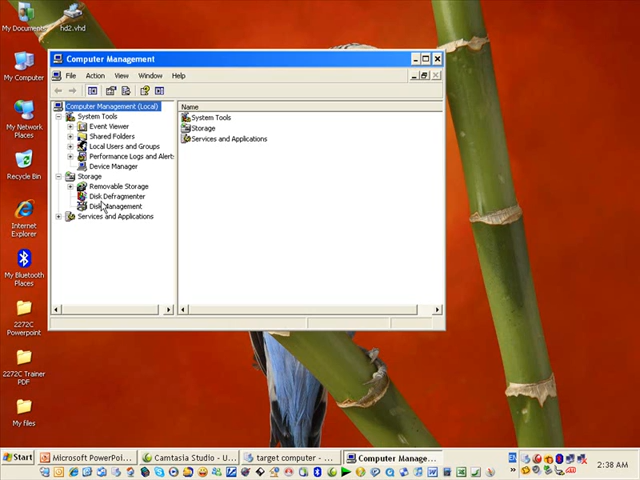 My Documents
hd2.vhd
My Computer
My Network
Places
Recycle Bin
Internet
Explorer
My Bluetooth
Places
2272C
Powerpoint
2272C Trainer
PDF
My files
Computer Management
File Action View Window Help
Computer Management (Local)
System Tools
Event Viewer
Shared Folders
Local Users and Groups
Performance Logs and Alert
Device Manager
Storage
Removable Storage
Disk Defragmenter
Disk Management
Services and Applications
Name
System Tools
Storage
Services and Applications
Start
Microsoft PowerPoi...
Camtasia Studio - U...
target computer - ...
Computer Manage...
EN
2:38 AM